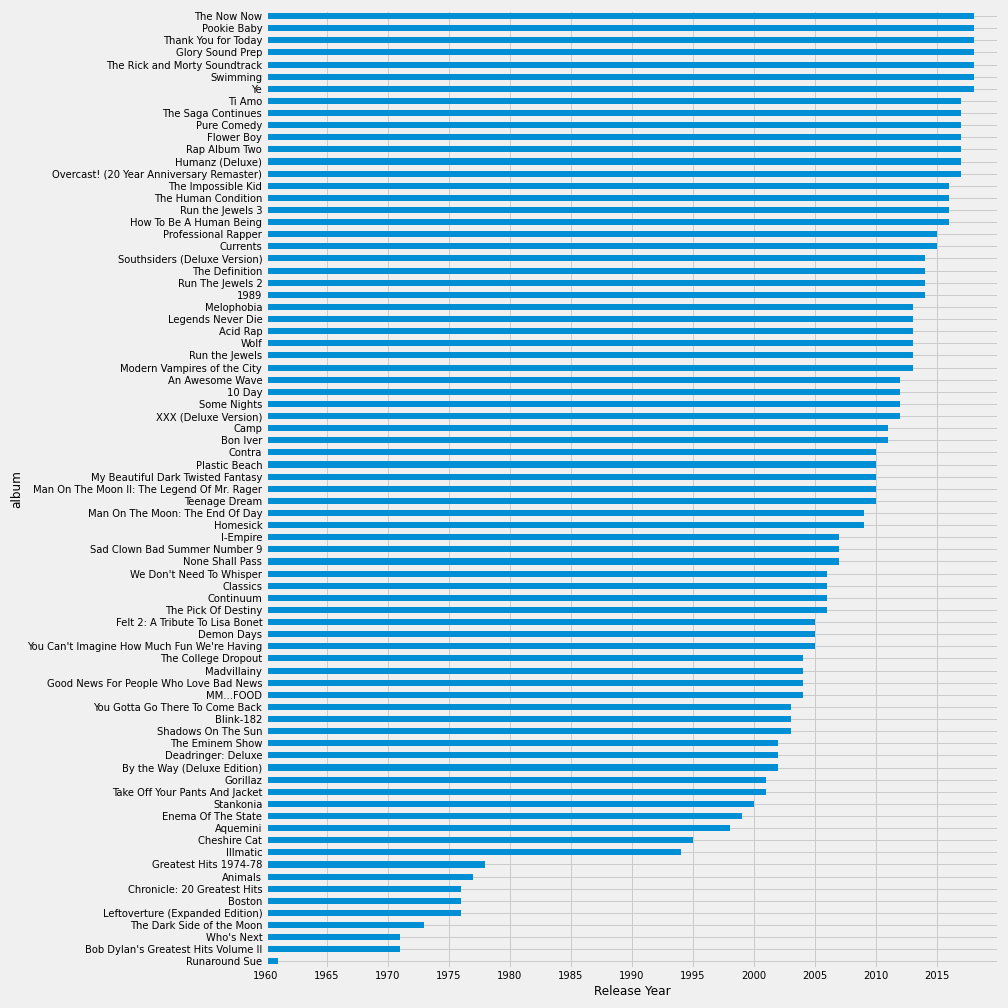 The Now Now
Pookie Baby
Thank You for Today
Glory Sound Prep
The Rick and Morty Soundtrack
Swimming
Ye
Ti Amo
The Saga Continues
Pure Comedy
Flower Boy
Rap Album Two
Humanz (Deluxe)
Overcast! (20 Year Anniversary Remaster)
The Impossible Kid
The Human Condition
Run the Jewels 3
How To Be A Human Being
Professional Rapper
Currents
Southsiders (Deluxe Version)
The Definition
Run The Jewels 2
1989
Melophobia
Legends Never Die
Acid Rap
Wolf
Run the Jewels
Modern Vampires of the City
An Awesome Wave
10 Day
Some Nights
XXX (Deluxe Version)
Camp
Bon Iver
Contra
Plastic Beach
My Beautiful Dark Twisted Fantasy
Man On The Moon II: The Legend Of Mr. Rager
Teenage Dream
Man On The Moon: The End Of Day
Homesick
I-Empire
Sad Clown Bad Summer Number 9
None Shall Pass
We Don't Need To Whisper
Classics
Continuum
The Pick Of Destiny
Felt 2: A Tribute To Lisa Bonet
Demon Days
You Can't Imagine How Much Fun We're Having
The College Dropout
Madvillainy
Good News For People Who Love Bad News
MM...FOOD
You Gotta Go There To Come Back
Blink-182
Shadows On The Sun
The Eminem Show
Deadringer: Deluxe
By the Way (Deluxe Edition)
Gorillaz
Take Off Your Pants And Jacket
Stankonia
Enema Of The State
Aquemini
Cheshire Cat
Illmatic
Greatest Hits 1974-78
Animals
Chronicle: 20 Greatest Hits
Boston
Leftoverture (Expanded Edition)
The Dark Side of the Moon
Who's Next
Bob Dylan's Greatest Hits Volume II
Runaround Sue
album
1960 1965 1970 1975 1980 1985 1990 1995 2000 2005 2010 2015
Release Year